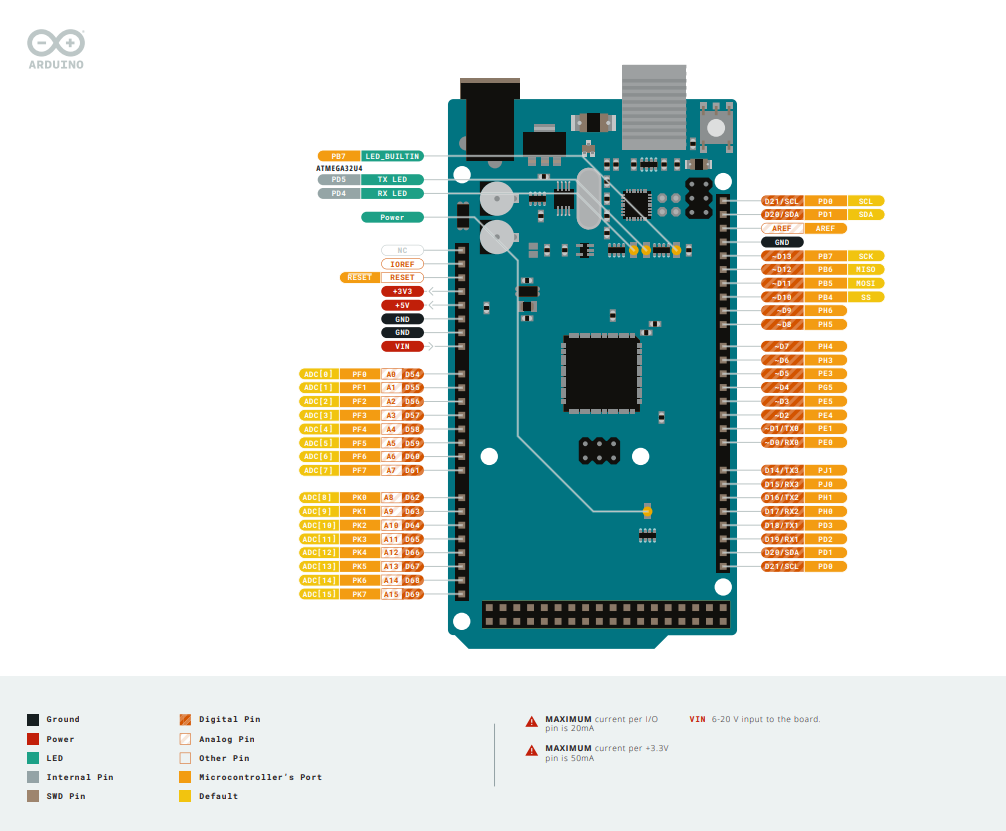 ARDUINO
PB7 LED_BUILTIN
ATMEGA32U4
PD5 TX LED
PD4 RX LED
Power
NC
IOREF
RESET RESET
+3V3
+5V
GND
GND
VIN
ADC[0] PF0 A0 D54
ADC[1] PF1 A1 D55
ADC[2] PF2 A2 D56
ADC[3] PF3 A3 D57
ADC[4] PF4 A4 D58
ADC[5] PF5 A5 D59
ADC[6] PF6 A6 D60
ADC[7] PF7 A7 D61
ADC[8] PK0 A8 D62
ADC[9] PK1 A9 D63
ADC[10] PK2 A10 D64
ADC[11] PK3 A11 D65
ADC[12] PK4 A12 D66
ADC[13] PK5 A13 D67
ADC[14] PK6 A14 D68
ADC[15] PK7 A15 D69
D21/SCL PD0 SCL
D20/SDA PD1 SDA
AREF AREF
GND
~D13 PB7 SCK
~D12 PB6 MISO
~D11 PB5 MOSI
~D10 PB4 SS
~D9 PH6
~D8 PH5
~D7 PH4
~D6 PH3
~D5 PE3
~D4 PG5
~D3 PE5
~D2 PE4
~D1/TX0 PE1
~D0/RX0 PE0
D14/TX3 PJ1
D15/RX3 PJ0
D16/TX2 PH1
D17/RX2 PH0
D18/TX1 PD3
D19/RX1 PD2
D20/SDA PD1
D21/SCL PD0
Ground
Power
LED
Internal Pin
SWD Pin
Digital Pin
Analog Pin
Other Pin
Microcontroller's Port
Default
MAXIMUM current per I/O
pin is 20mA
MAXIMUM current per +3.3V
pin is 50mA
VIN 6-20 V input to the board.